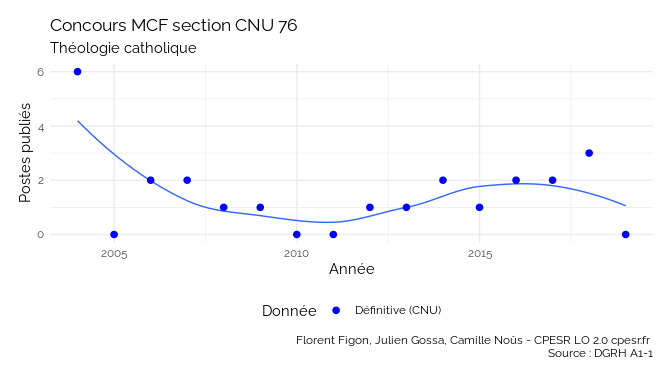 Concours MCF section CNU 76
Théologie catholique
Postes publiés
6
4
2
0
2005 2010 2015
Année
Donnée Définitive (CNU)
Florent Figon, Julien Gossa, Camille Noûs - CPESR LO 2.0 cpesr.fr
Source : DGRH A1-1